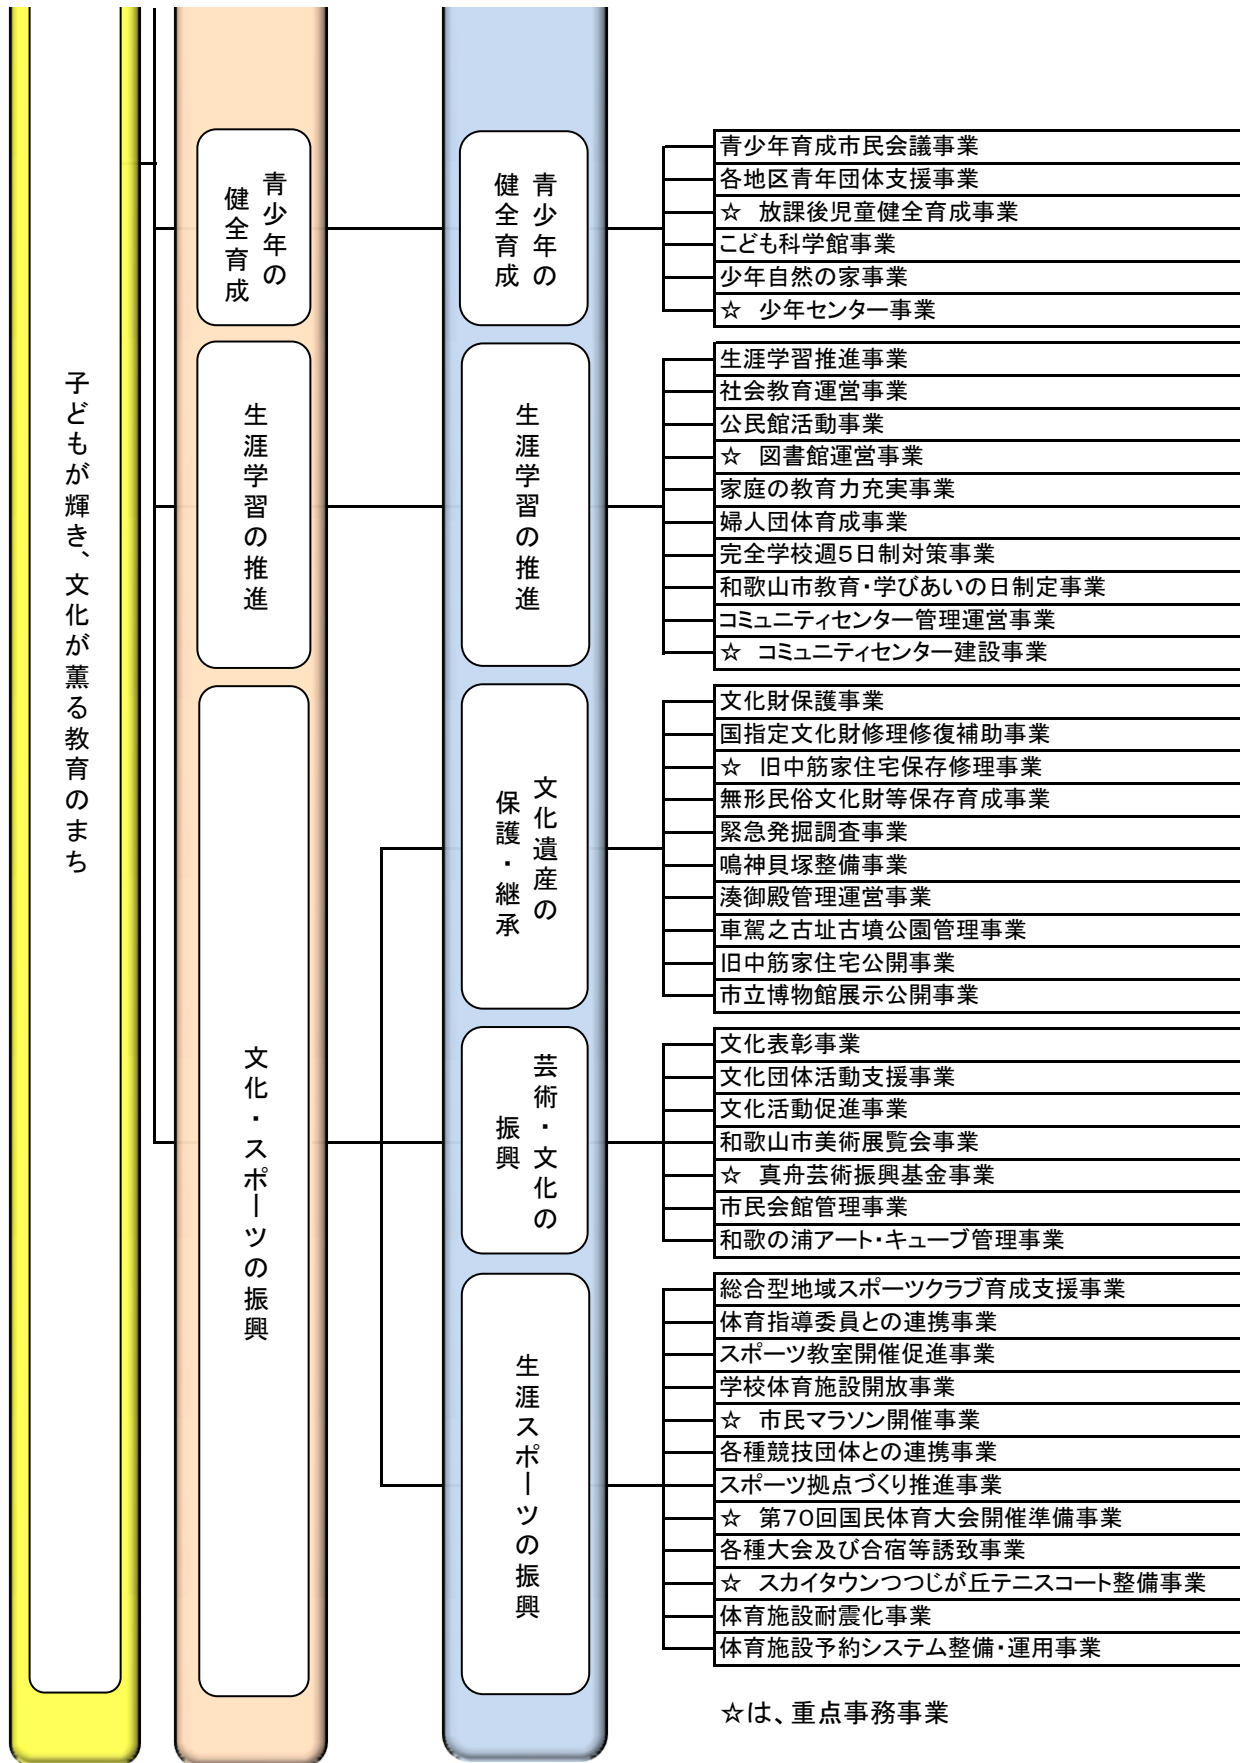 子どもが輝き、文化が薫る教育のまち
青少年の
健全育成
青少年の
健全育成
青少年育成市民会議事業
各地区青年団体支援事業
☆　放課後児童健全育成事業
こども科学館事業
少年自然の家事業
☆　少年センター事業
生涯学習の推進
生涯学習の推進
生涯学習推進事業
社会教育運営事業
公民館活動事業
☆　図書館運営事業
家庭の教育力充実事業
婦人団体育成事業
完全学校週5日制対策事業
和歌山市教育・学びあいの日制定事業
コミュニティセンター管理運営事業
☆　コミュニティセンター建設事業
文化・スポーツの振興
文化遺産の
保護・継承
文化財保護事業
国指定文化財修理修復補助事業
☆　旧中筋家住宅保存修理事業
無形民俗文化財等保存育成事業
緊急発掘調査事業
鳴神貝塚整備事業
湊御殿管理運営事業
車駕之古址古墳公園管理事業
旧中筋家住宅公開事業
市立博物館展示公開事業
芸術・文化の
振興
文化表彰事業
文化団体活動支援事業
文化活動促進事業
和歌山市美術展覧会事業
☆　真舟芸術振興基金事業
市民会館管理事業
和歌の浦アート・キューブ管理事業
生涯スポーツの振興
総合型地域スポーツクラブ育成支援事業
体育指導委員との連携事業
スポーツ教室開催促進事業
学校体育施設開放事業
☆　市民マラソン開催事業
各種競技団体との連携事業
スポーツ拠点づくり推進事業
☆　第70回国民体育大会開催準備事業
各種大会及び合宿等誘致事業
☆　スカイタウンつつじが丘テニスコート整備事業
体育施設耐震化事業
体育施設予約システム整備・運用事業
☆は、重点事務事業